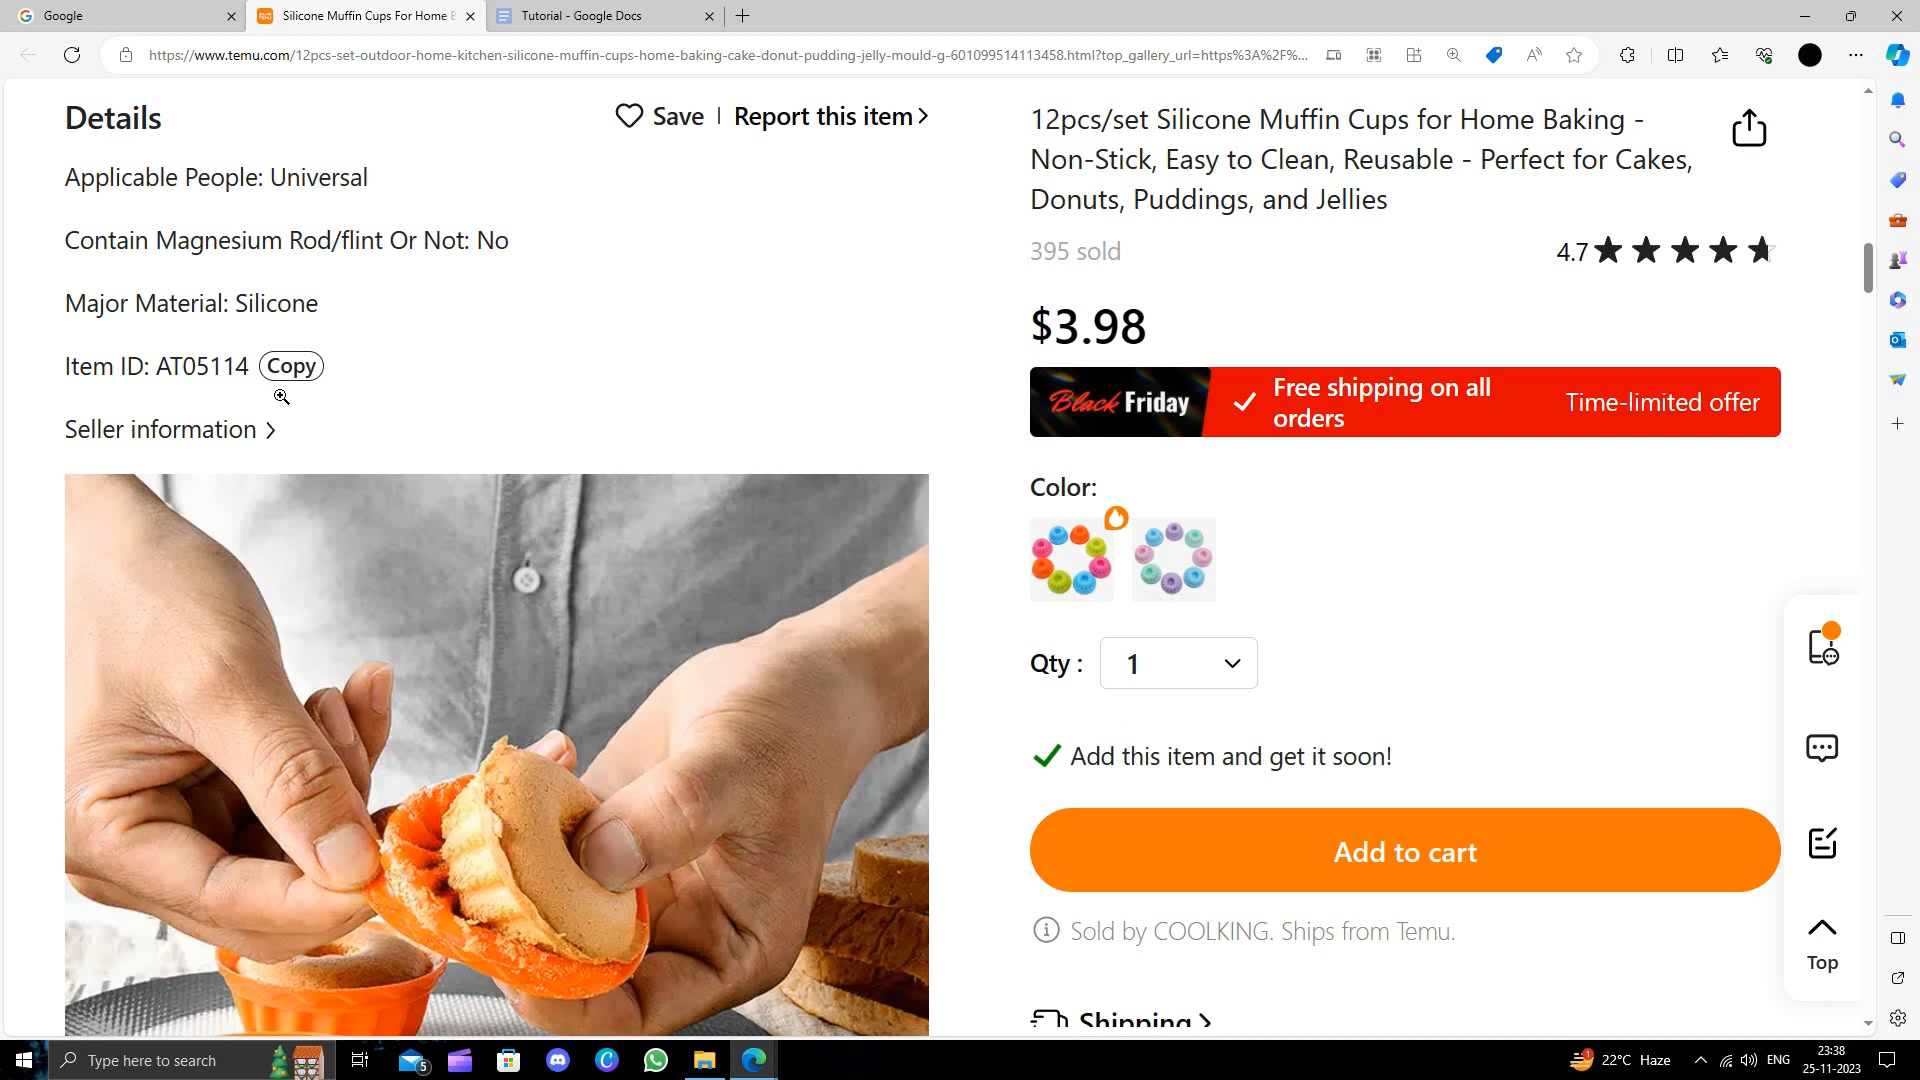 Google
Silicone Muffin Cups For Home B
Tutorial - Google Docs
https://www.temu.com/12pcs-set-outdoor-home-kitchen-silicone-muffin-cups-home-baking-cake-donut-pudding-jelly-mould-g-601099514113458.html?top_gallery_url=https%3A%2F%...
Details
Save | Report this item >
Applicable People: Universal
Contain Magnesium Rod/flint Or Not: No
Major Material: Silicone
Item ID: AT05114 Copy
Seller information >
12pcs/set Silicone Muffin Cups for Home Baking -
Non-Stick, Easy to Clean, Reusable - Perfect for Cakes,
Donuts, Puddings, and Jellies
395 sold
4.7
$3.98
Black Friday
Free shipping on all
orders
Time-limited offer
Color:
Qty : 1
Add this item and get it soon!
Add to cart
Sold by COOLKING. Ships from Temu.
Shipping >
Top
Type here to search
5
1
22°C Haze
ENG
23:38
25-11-2023